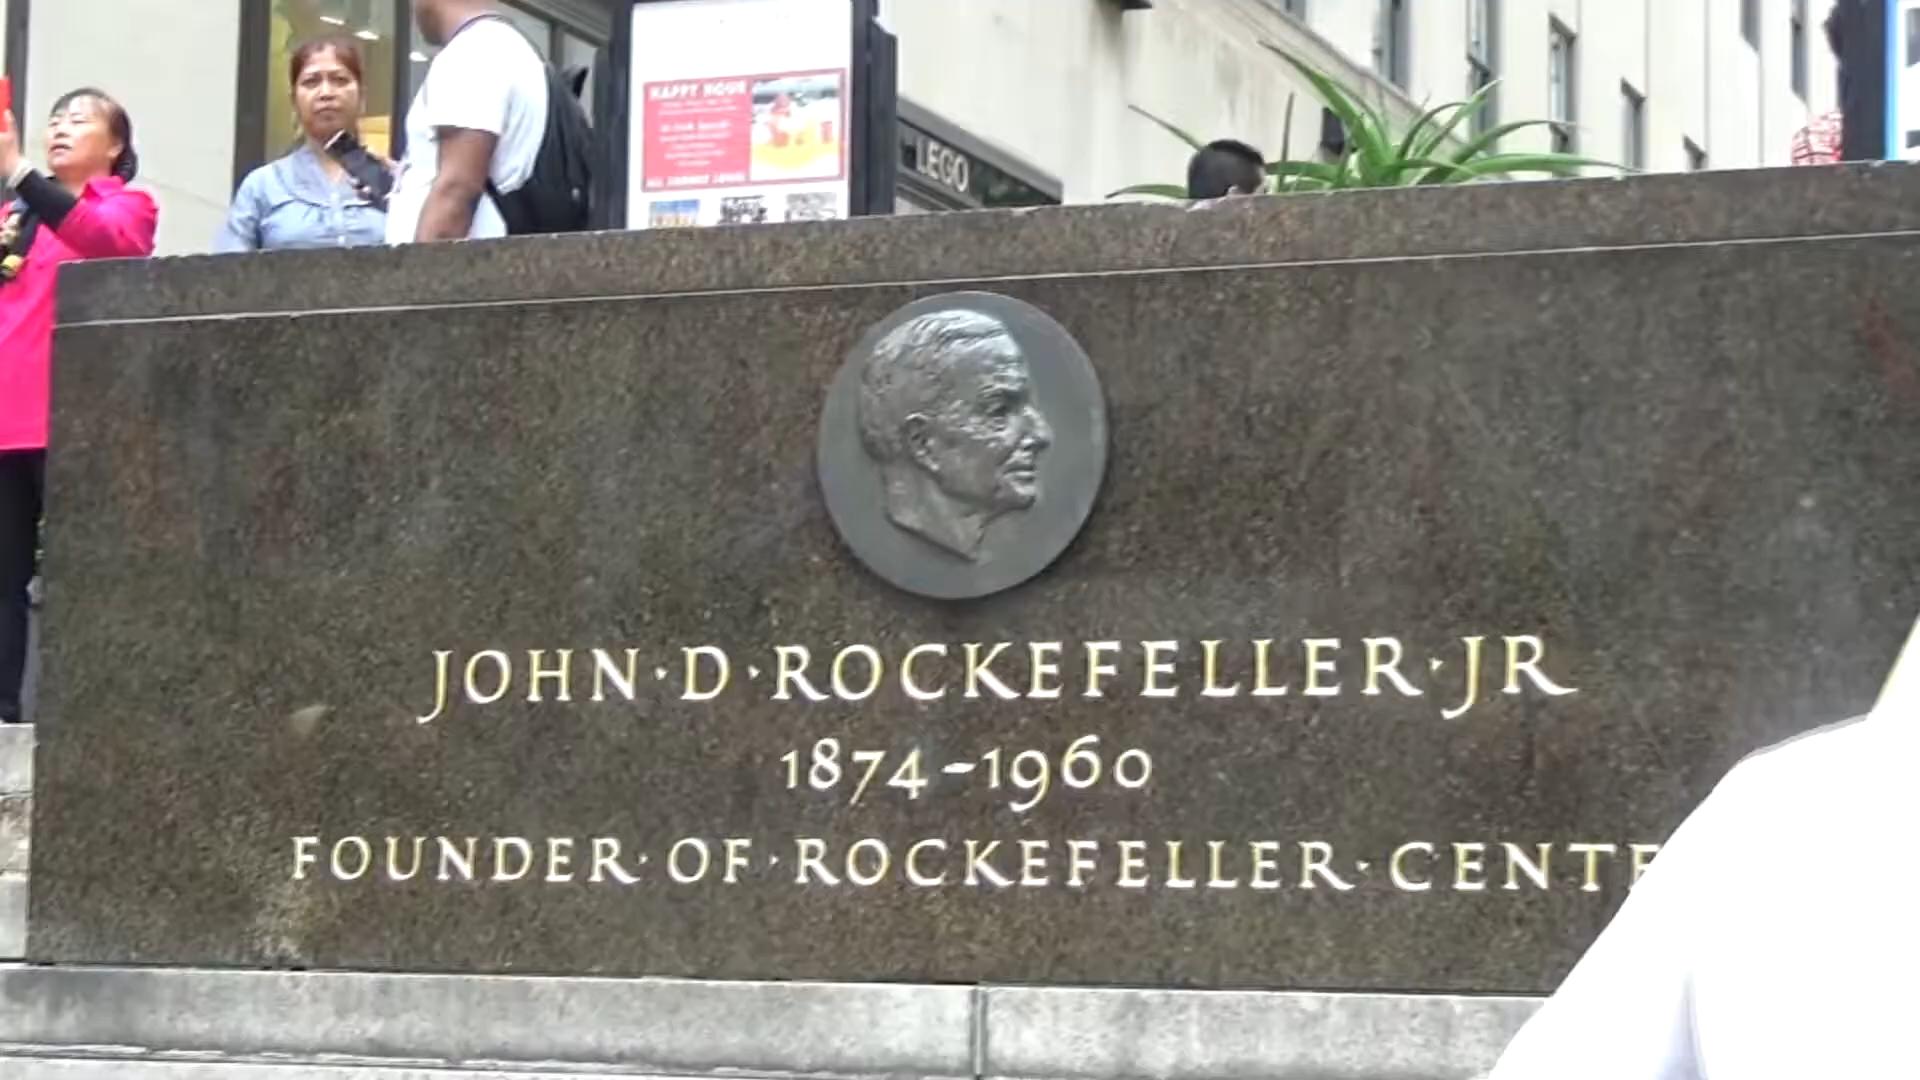 HAPPY HOUR
LEGO
JOHN·D·ROCKEFELLER·JR
1874-1960
FOUNDER·OF·ROCKEFELLER·CENTE